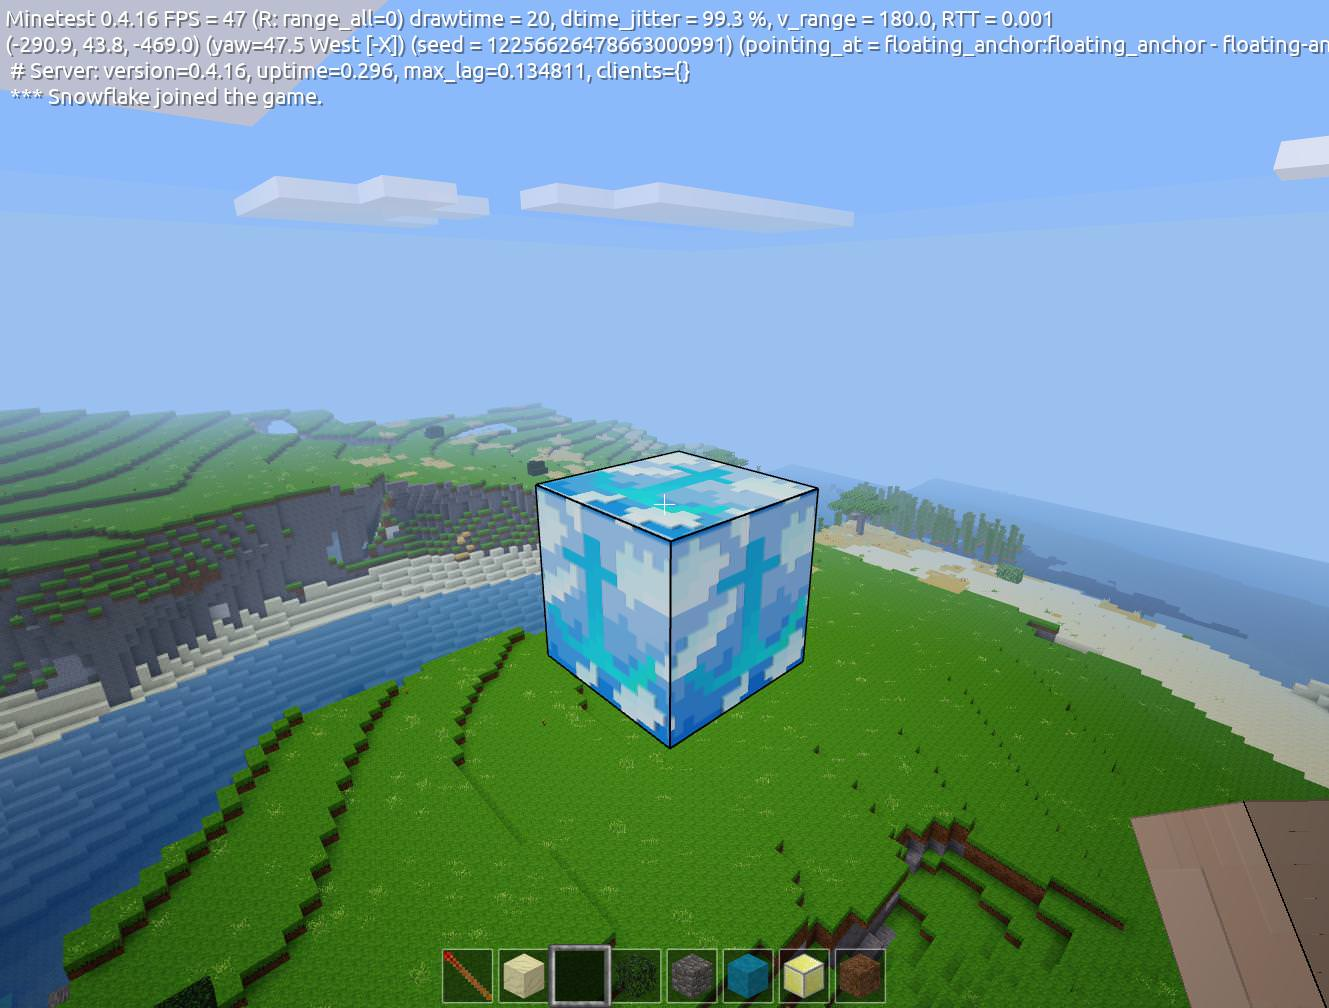 Minetest 0.4.16 FPS = 47 (R: range_all=0) drawtime = 20, dtime_jitter = 99.3 %, v_range = 180.0, RTT = 0.001
(-290.9, 43.8, -469.0) (yaw=47.5 West [-X]) (seed = 12256626478663000991) (pointing_at = floating_anchor:floating_anchor - floating-an
# Server: version=0.4.16, uptime=0.296, max_lag=0.134811, clients={}
*** Snowflake joined the game.